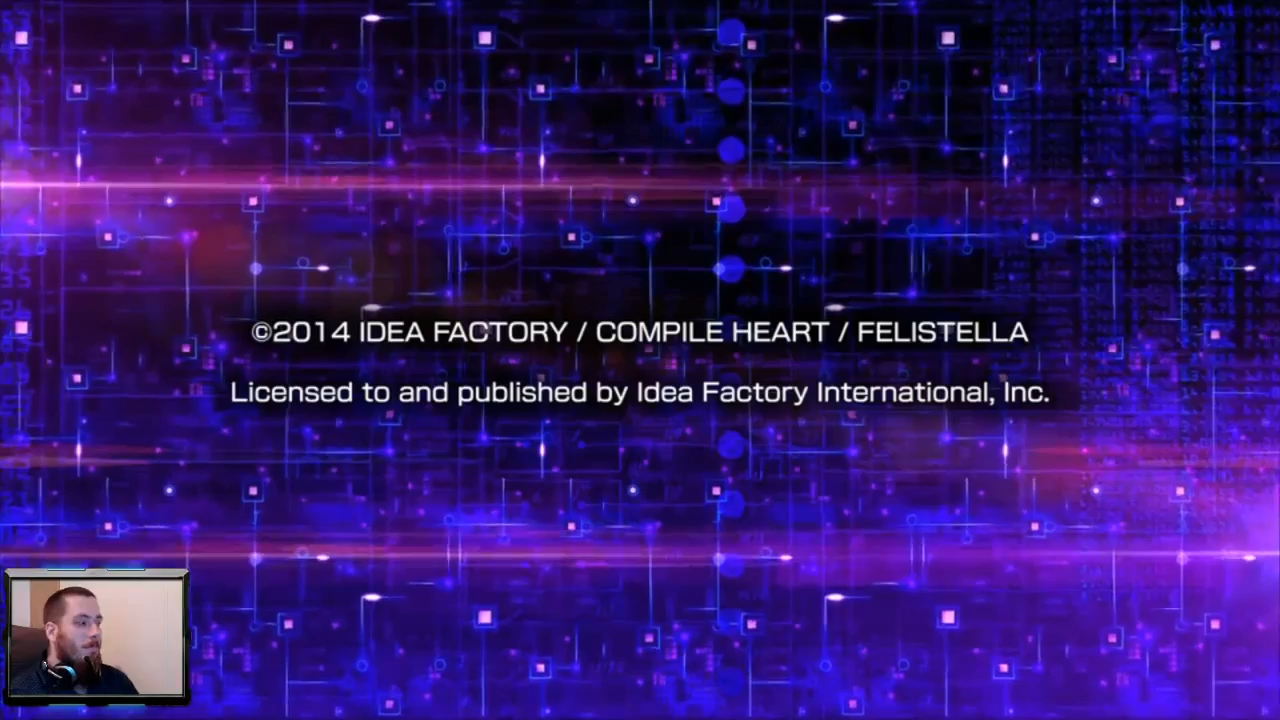 ©2014 IDEA FACTORY / COMPILE HEART / FELISTELLA
Licensed to and published by Idea Factory International, Inc.